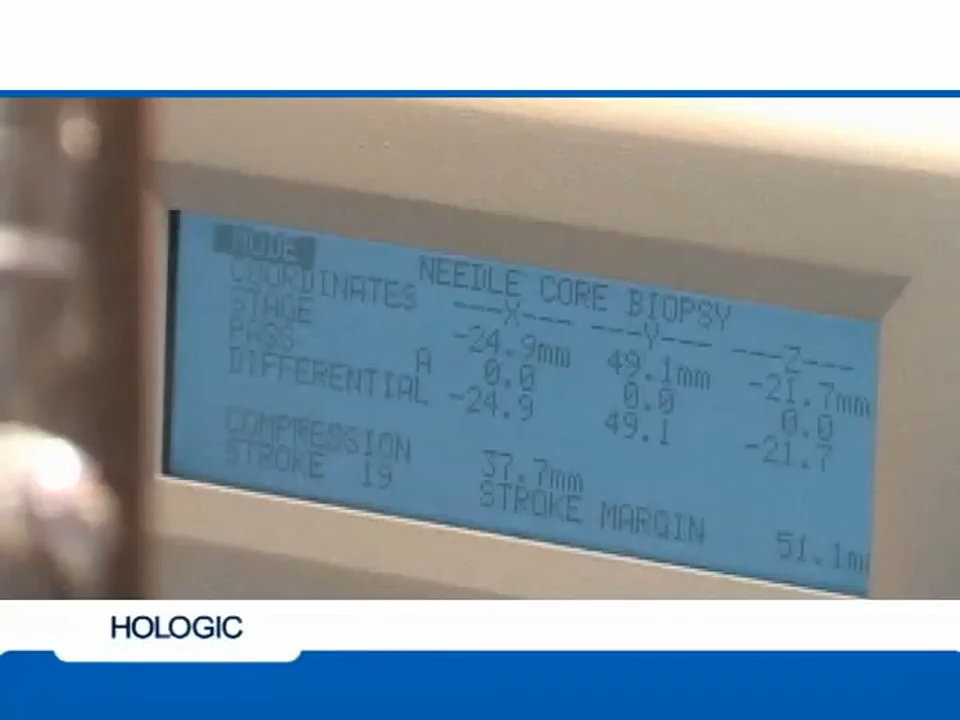 MODE NEEDLE CORE BIOPSY
COORDINATES ---X--- ---Y--- ---Z---
STAGE -24.9mm 49.1mm -21.7mm
PASS A 0.0 0.0 0.0
DIFFERENTIAL -24.9 49.1 -21.7
COMPRESSION 37.7mm
STROKE 19 STROKE MARGIN 51.1m
HOLOGIC